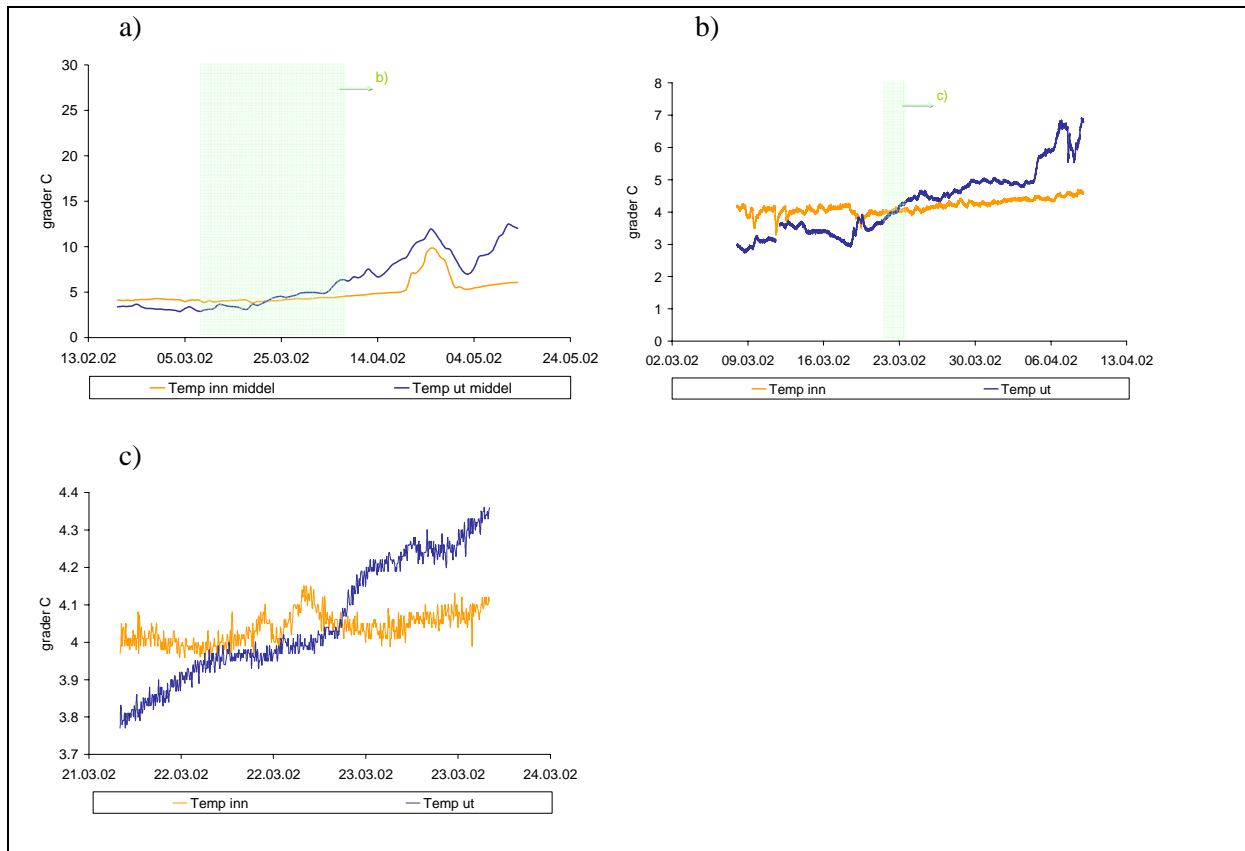 a)
30
25
20
15
10
5
0
grader C
b)
13.02.02 05.03.02 25.03.02 14.04.02 04.05.02 24.05.02
Temp inn middel Temp ut middel
b)
8
7
6
5
4
3
2
1
0
grader C
c)
02.03.02 09.03.02 16.03.02 23.03.02 30.03.02 06.04.02 13.04.02
Temp inn Temp ut
c)
4.4
4.3
4.2
4.1
4
3.9
3.8
3.7
grader C
21.03.02 22.03.02 22.03.02 23.03.02 23.03.02 24.03.02
Temp inn Temp ut